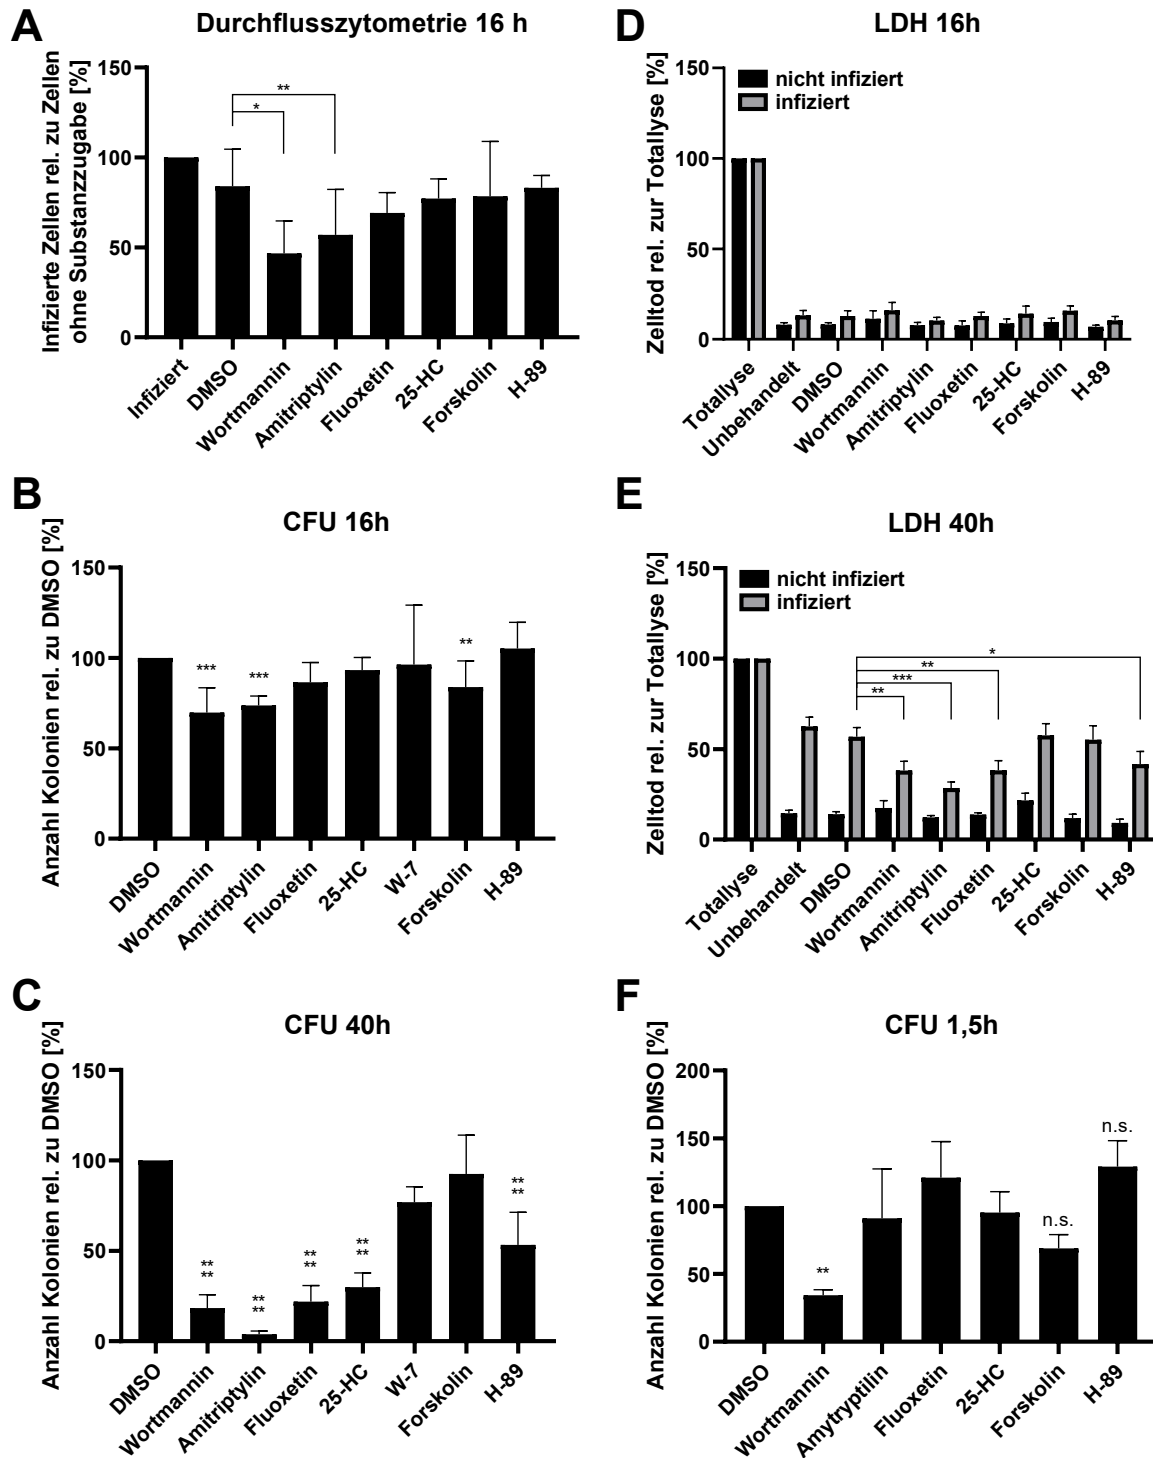 A
Durchflusszytometrie 16 h
Infizierte Zellen rel. zu Zellen
ohne Substanzzugabe [%]
150
100
50
0
**
*
Infiziert
DMSO
Wortmannin
Amitriptylin
Fluoxetin
25-HC
Forskolin
H-89
D
LDH 16h
Zelltod rel. zur Totallyse [%]
150
100
50
0
nicht infiziert
infiziert
Totallyse
Unbehandelt
DMSO
Wortmannin
Amitriptylin
Fluoxetin
25-HC
Forskolin
H-89
B
CFU 16h
Anzahl Kolonien rel. zu DMSO [%]
150
100
50
0
***
***
**
DMSO
Wortmannin
Amitriptylin
Fluoxetin
25-HC
W-7
Forskolin
H-89
E
LDH 40h
Zelltod rel. zur Totallyse [%]
150
100
50
0
nicht infiziert
infiziert
*
**
***
**
Totallyse
Unbehandelt
DMSO
Wortmannin
Amitriptylin
Fluoxetin
25-HC
Forskolin
H-89
C
CFU 40h
Anzahl Kolonien rel. zu DMSO [%]
150
100
50
0
**
**
**
**
**
**
**
**
**
**
DMSO
Wortmannin
Amitriptylin
Fluoxetin
25-HC
W-7
Forskolin
H-89
F
CFU 1,5h
Anzahl Kolonien rel. zu DMSO [%]
200
150
100
50
0
**
n.s.
n.s.
DMSO
Wortmannin
Amytryptilin
Fluoxetin
25-HC
Forskolin
H-89